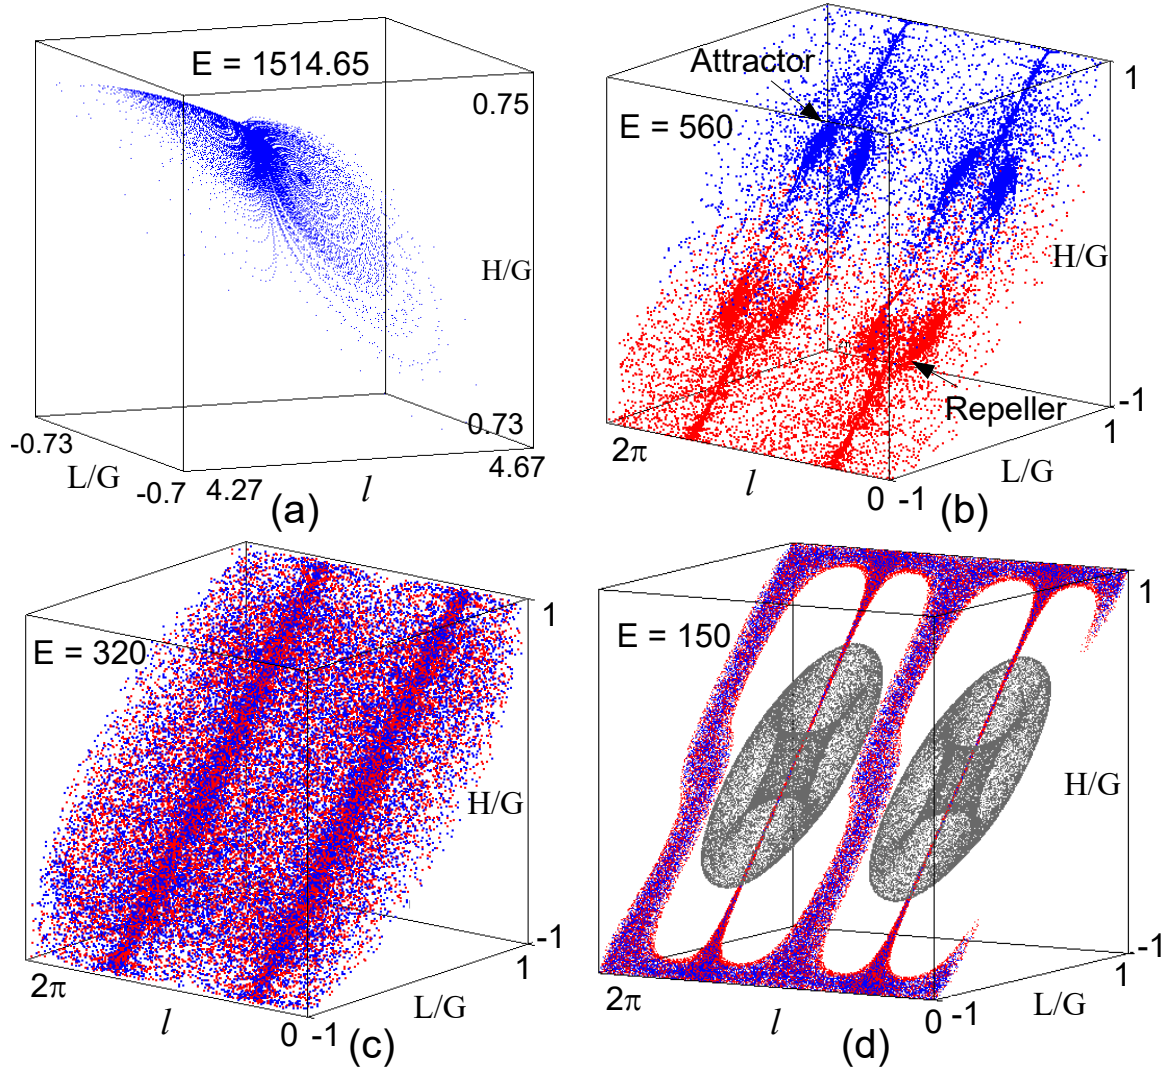 E = 1514.65
0.75
H/G
0.73
-0.73
4.67
L/G
-0.7
4.27
l
(a)
Attractor
1
E = 560
H/G
Repeller
-1
1
2π
L/G
l
0
-1
(b)
1
E = 320
H/G
-1
1
2π
L/G
l
0
-1
(c)
1
E = 150
H/G
-1
1
2π
L/G
l
0
-1
(d)